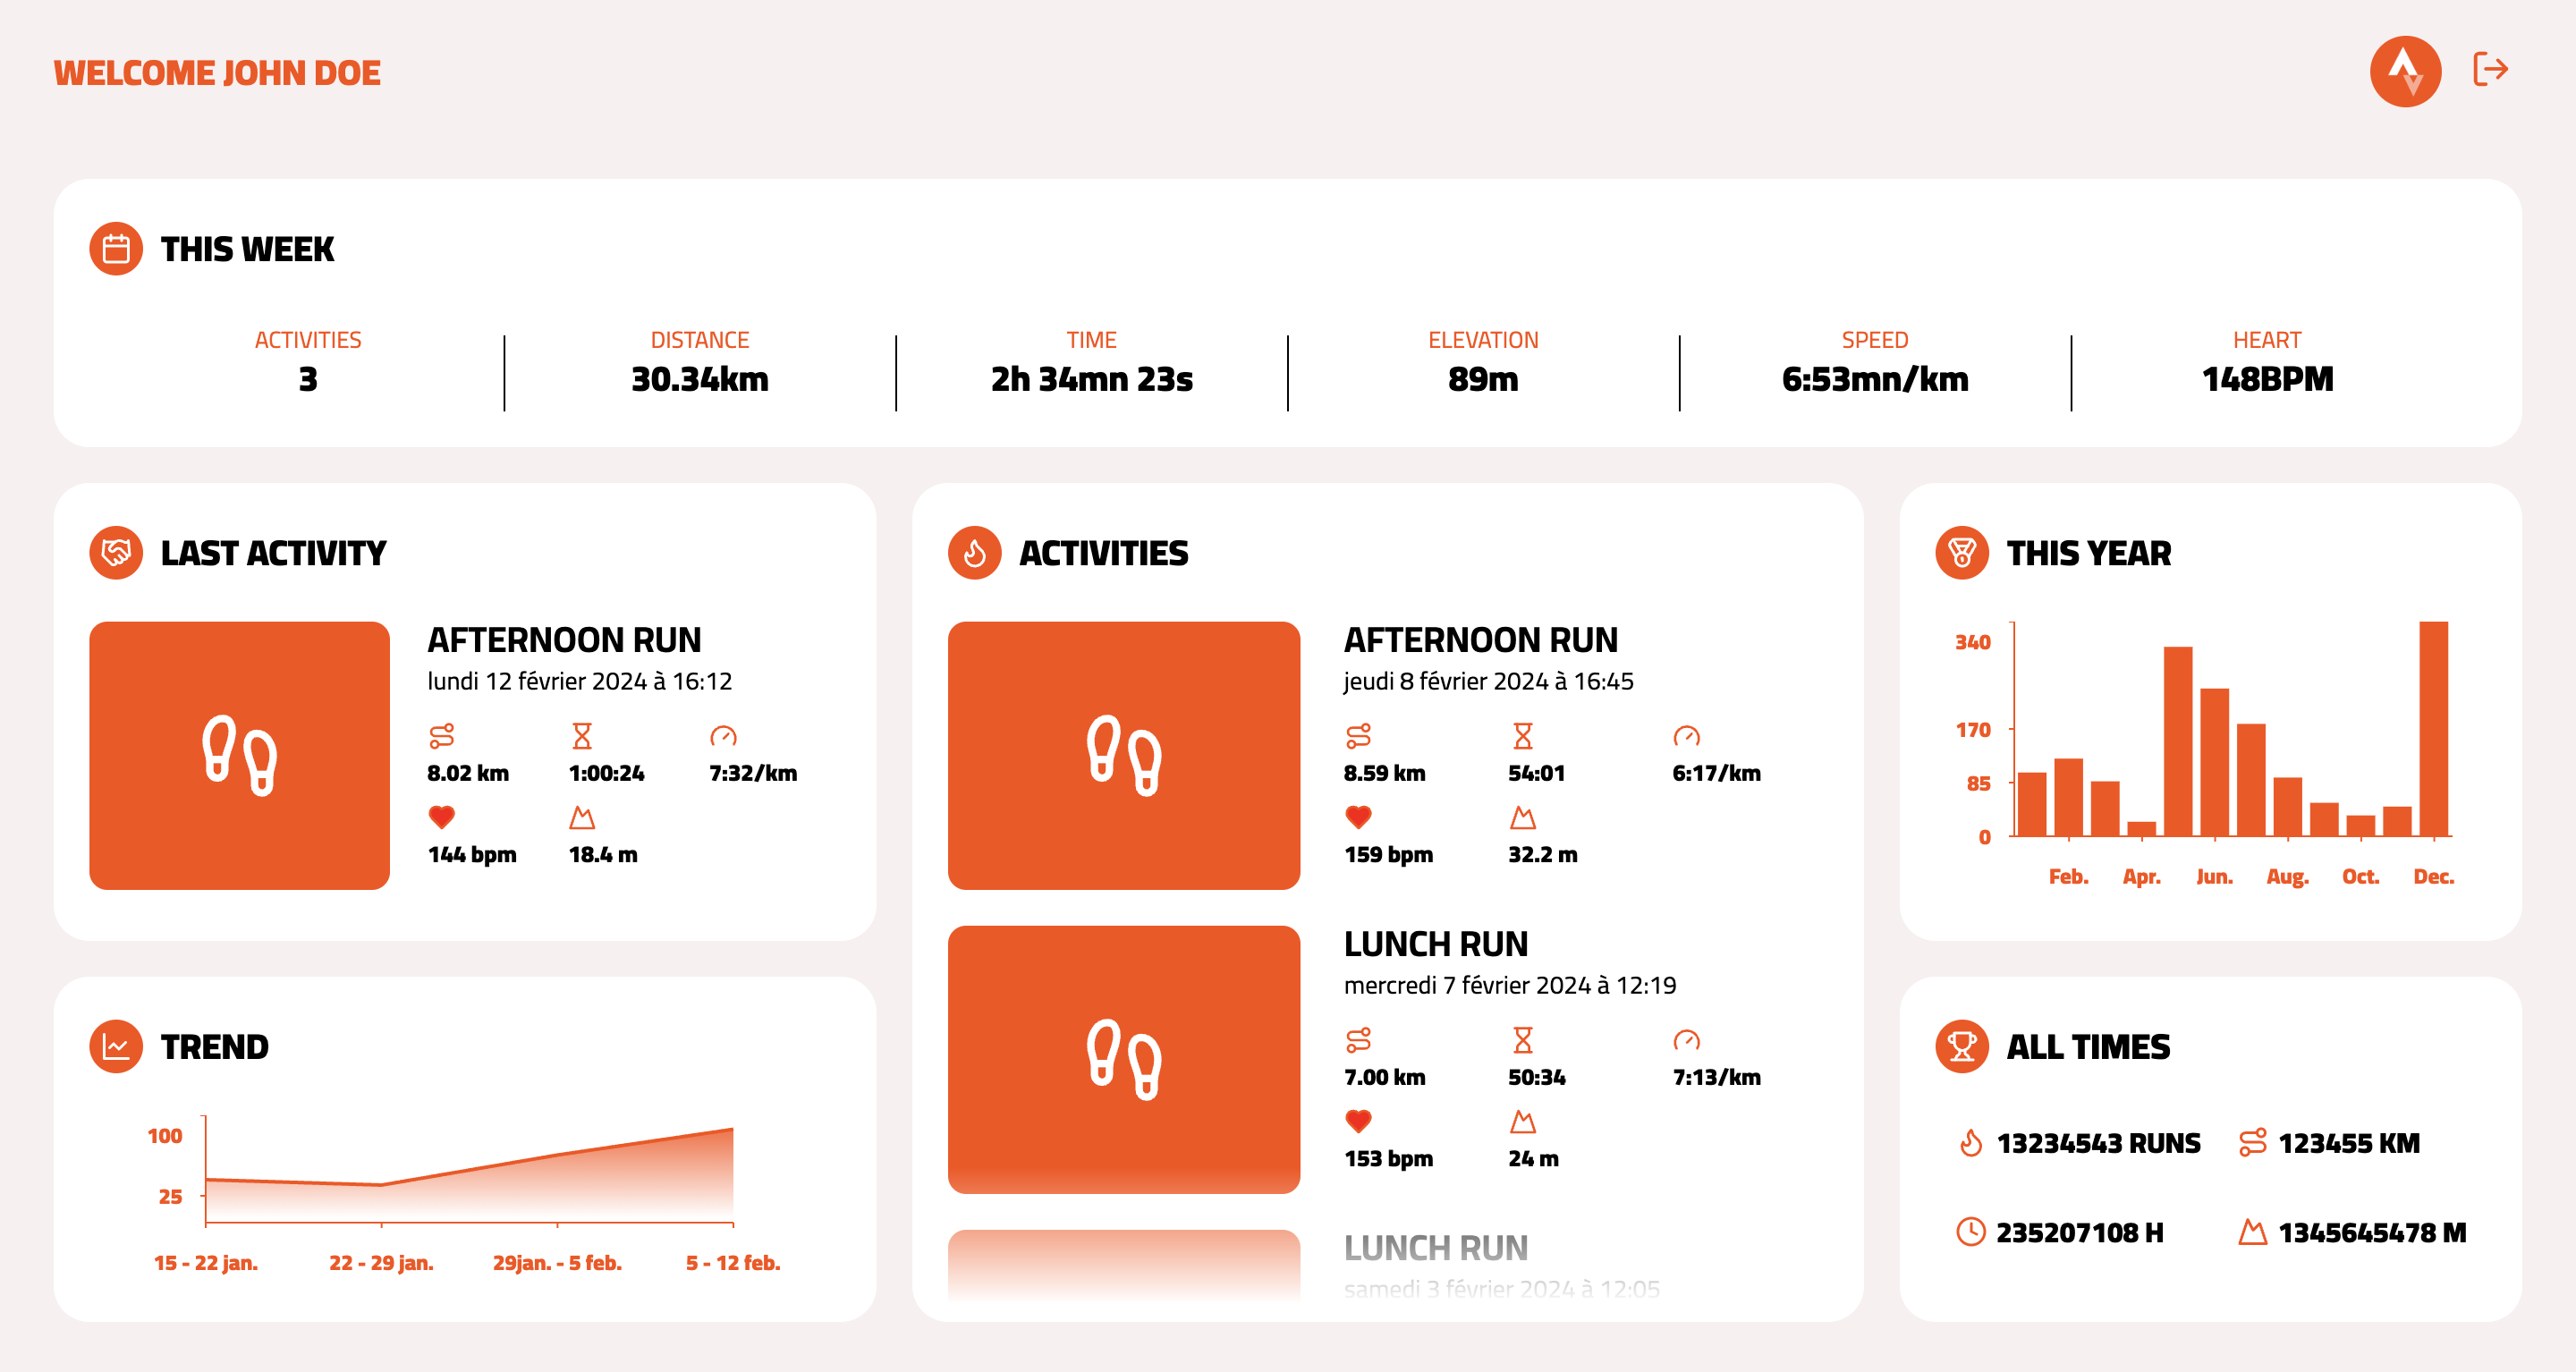 WELCOME JOHN DOE
THIS WEEK
ACTIVITIES
3
DISTANCE
30.34km
TIME
2h 34mn 23s
ELEVATION
89m
SPEED
6:53mn/km
HEART
148BPM
LAST ACTIVITY
AFTERNOON RUN
lundi 12 février 2024 à 16:12
8.02 km 1:00:24 7:32/km
144 bpm 18.4 m
TREND
100
25
15 - 22 jan. 22 - 29 jan. 29jan. - 5 feb. 5 - 12 feb.
ACTIVITIES
AFTERNOON RUN
jeudi 8 février 2024 à 16:45
8.59 km 54:01 6:17/km
159 bpm 32.2 m
LUNCH RUN
mercredi 7 février 2024 à 12:19
7.00 km 50:34 7:13/km
153 bpm 24 m
LUNCH RUN
samedi 3 février 2024 à 12:05
THIS YEAR
340
170
85
0
Feb. Apr. Jun. Aug. Oct. Dec.
ALL TIMES
13234543 RUNS 123455 KM
235207108 H 1345645478 M